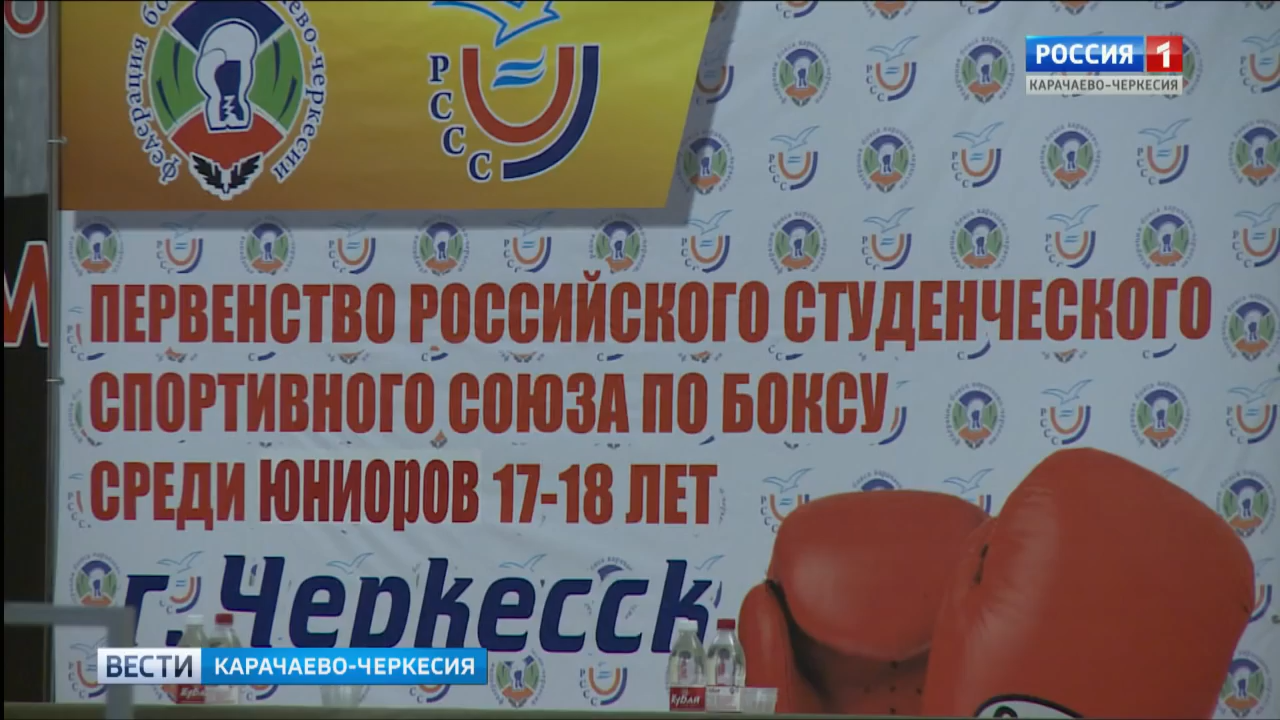 РОССИЯ 1
КАРАЧАЕВО-ЧЕРКЕСИЯ
РССС
ПЕРВЕНСТВО РОССИЙСКОГО СТУДЕНЧЕСКОГО
СПОРТИВНОГО СОЮЗА ПО БОКСУ
СРЕДИ ЮНИОРОВ 17-18 ЛЕТ
г. Черкесск
ВЕСТИ КАРАЧАЕВО-ЧЕРКЕСИЯ